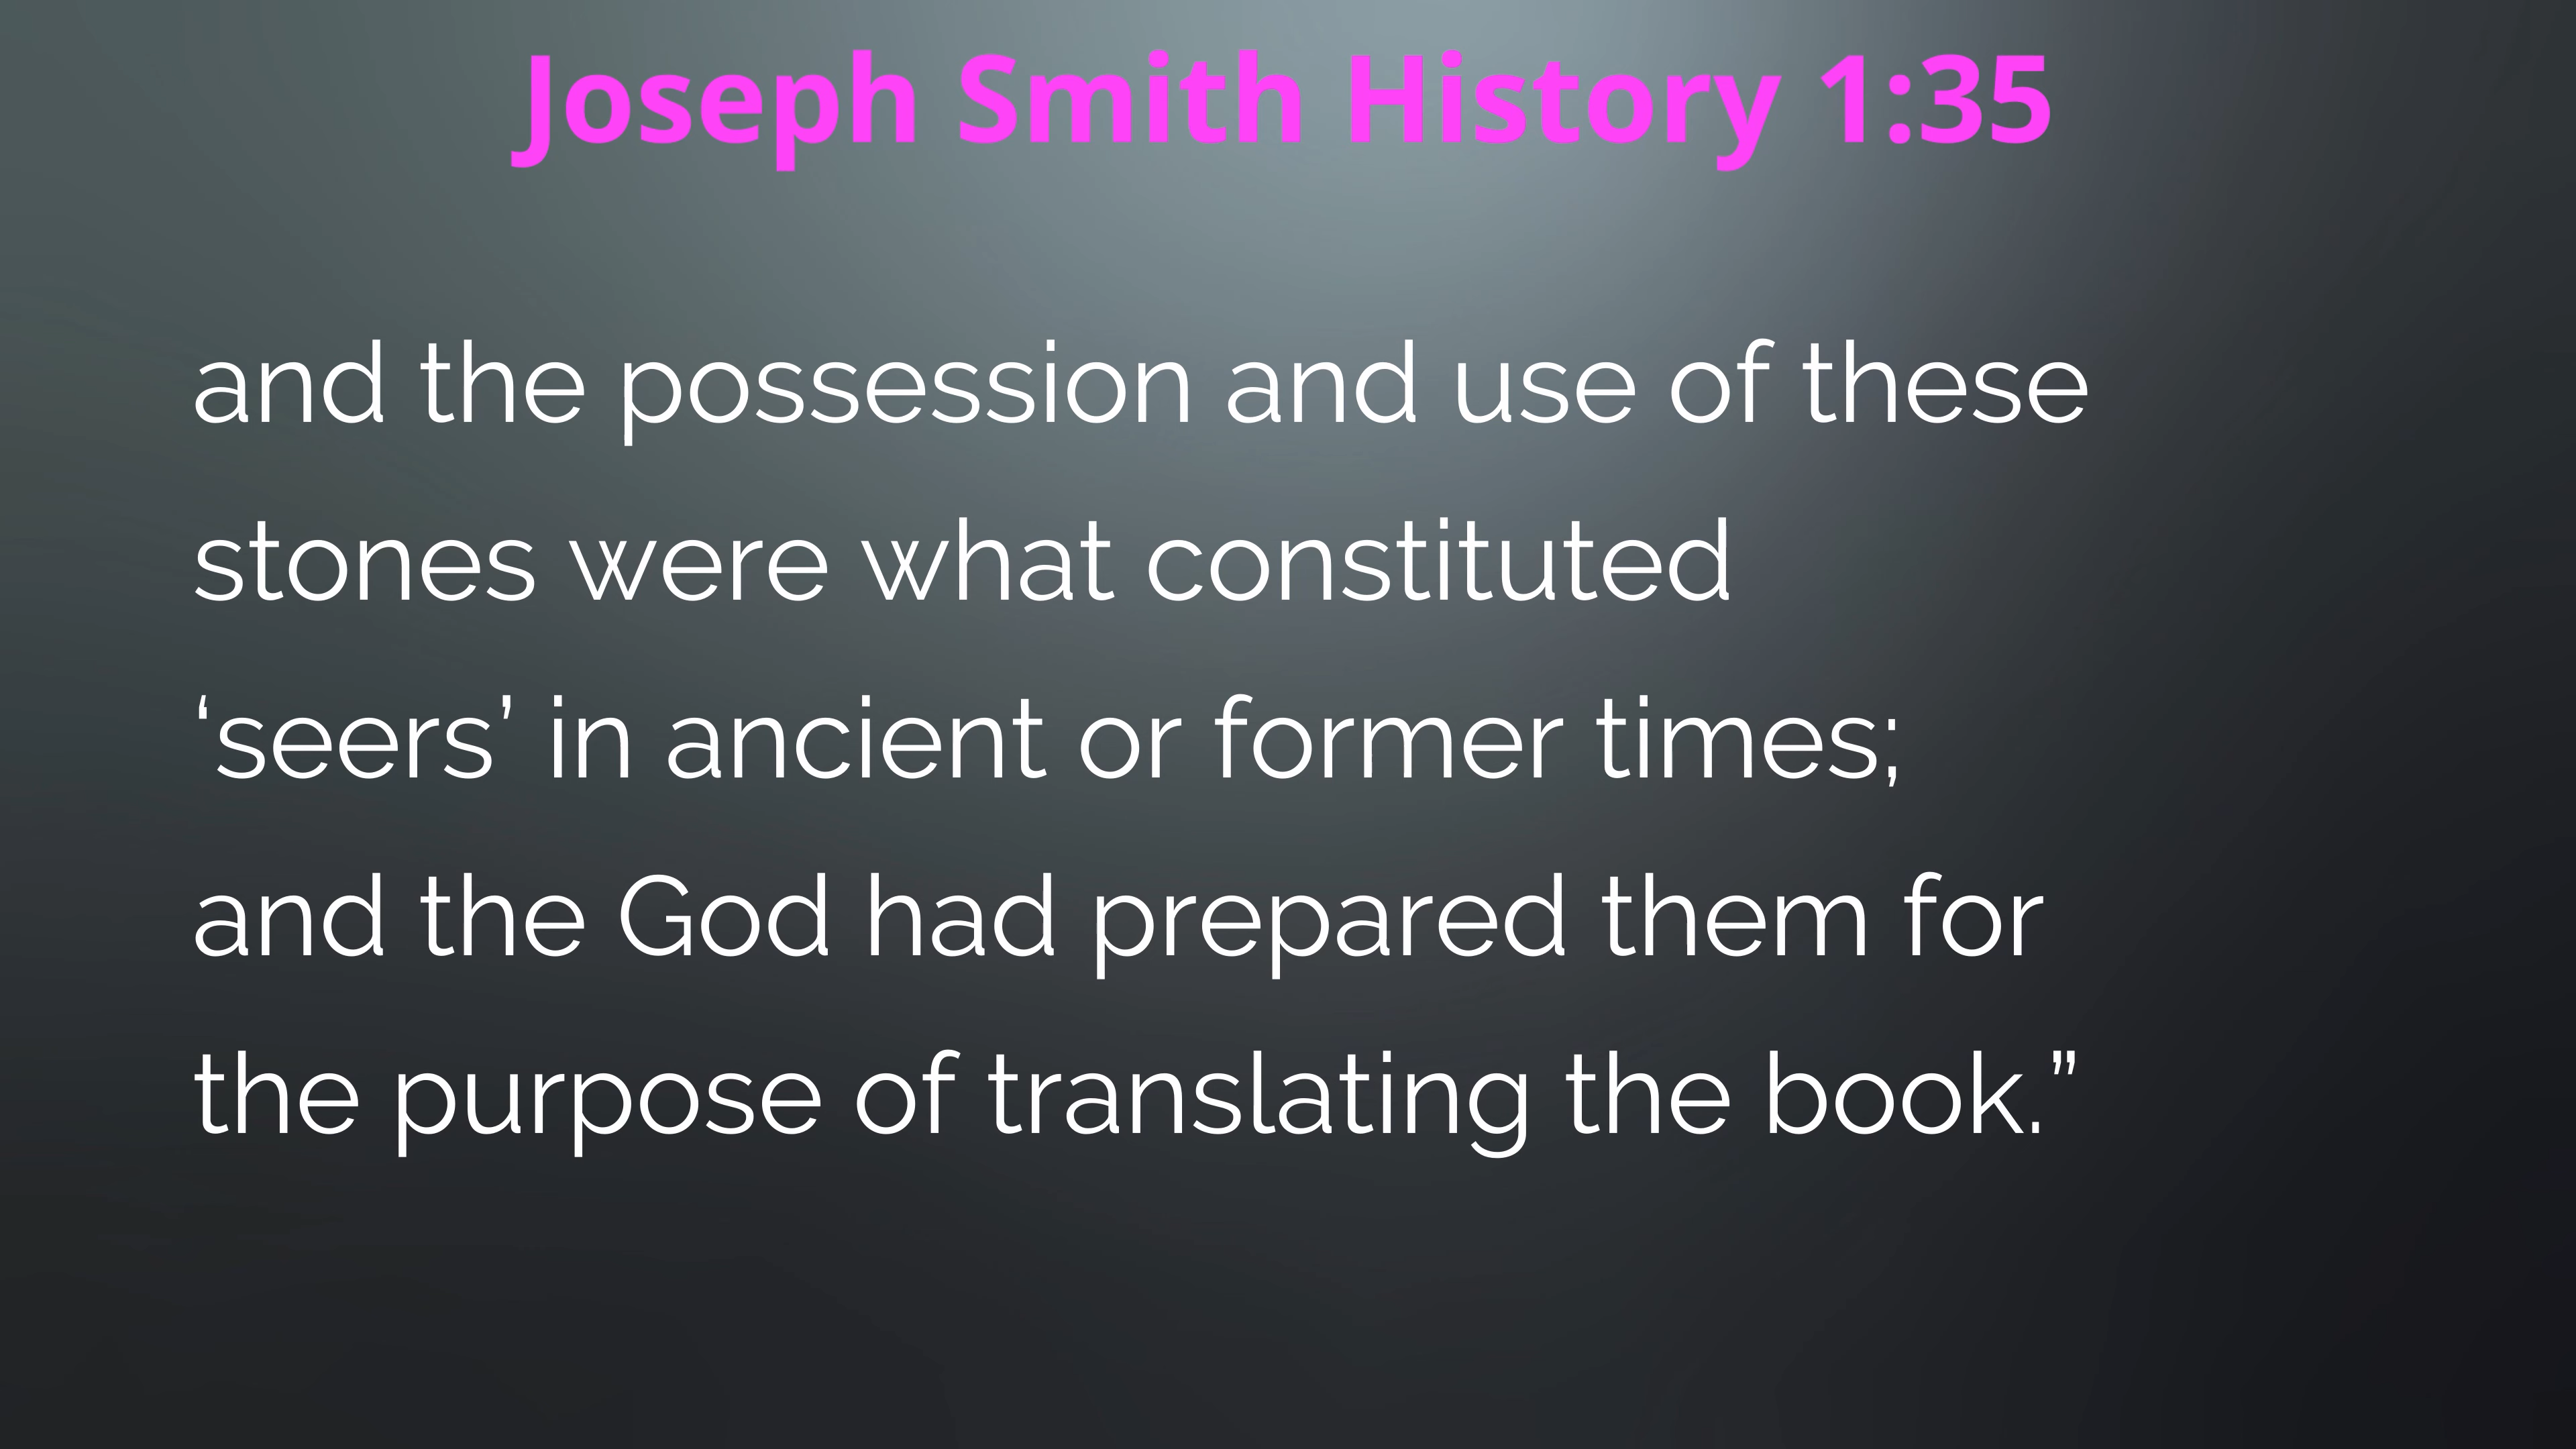 Joseph Smith History 1:35
and the possession and use of these
stones were what constituted
‘seers’ in ancient or former times;
and the God had prepared them for
the purpose of translating the book.”